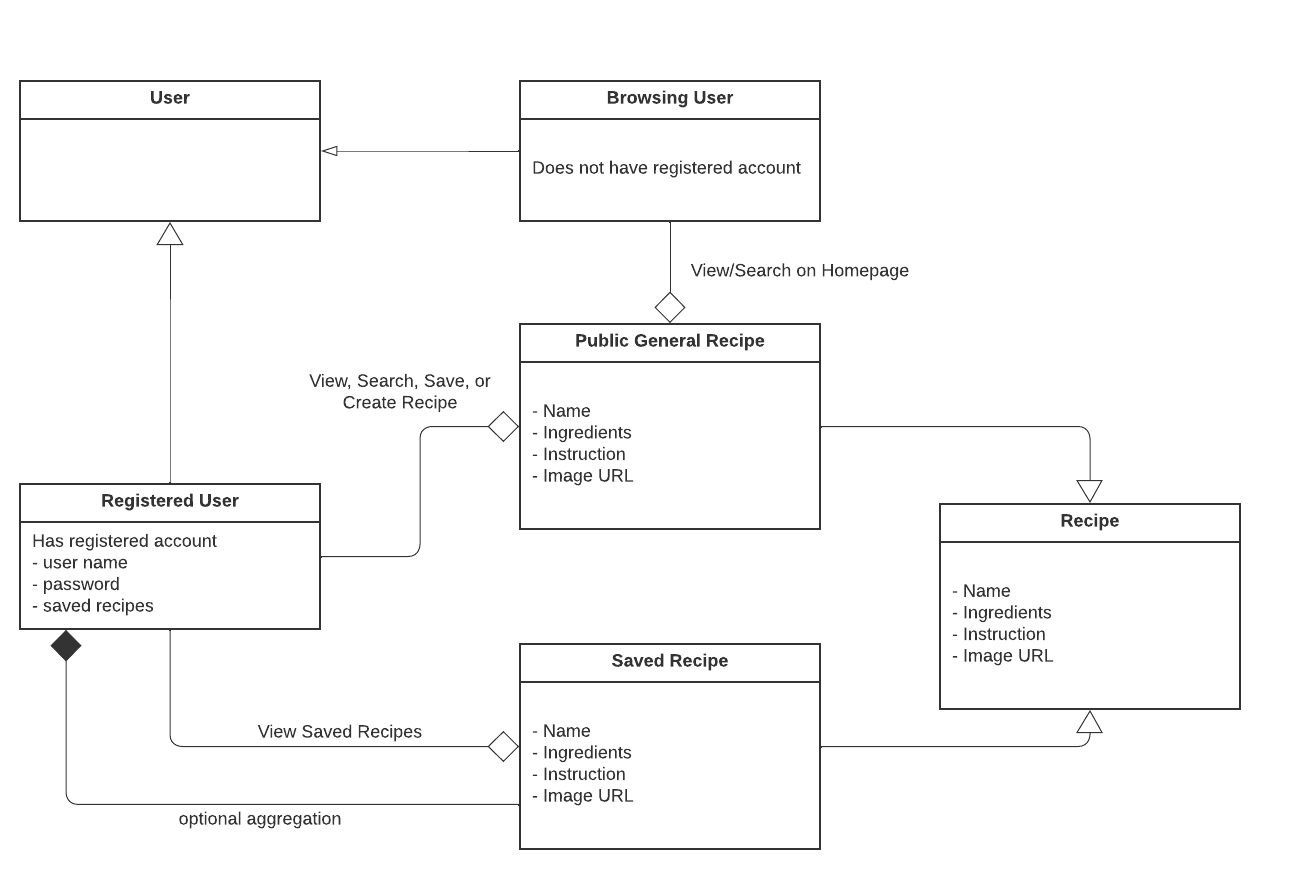 User
Browsing User
Does not have registered account
View/Search on Homepage
Public General Recipe
- Name
- Ingredients
- Instruction
- Image URL
View, Search, Save, or
Create Recipe
Registered User
Has registered account
- user name
- password
- saved recipes
Recipe
- Name
- Ingredients
- Instruction
- Image URL
Saved Recipe
- Name
- Ingredients
- Instruction
- Image URL
View Saved Recipes
optional aggregation